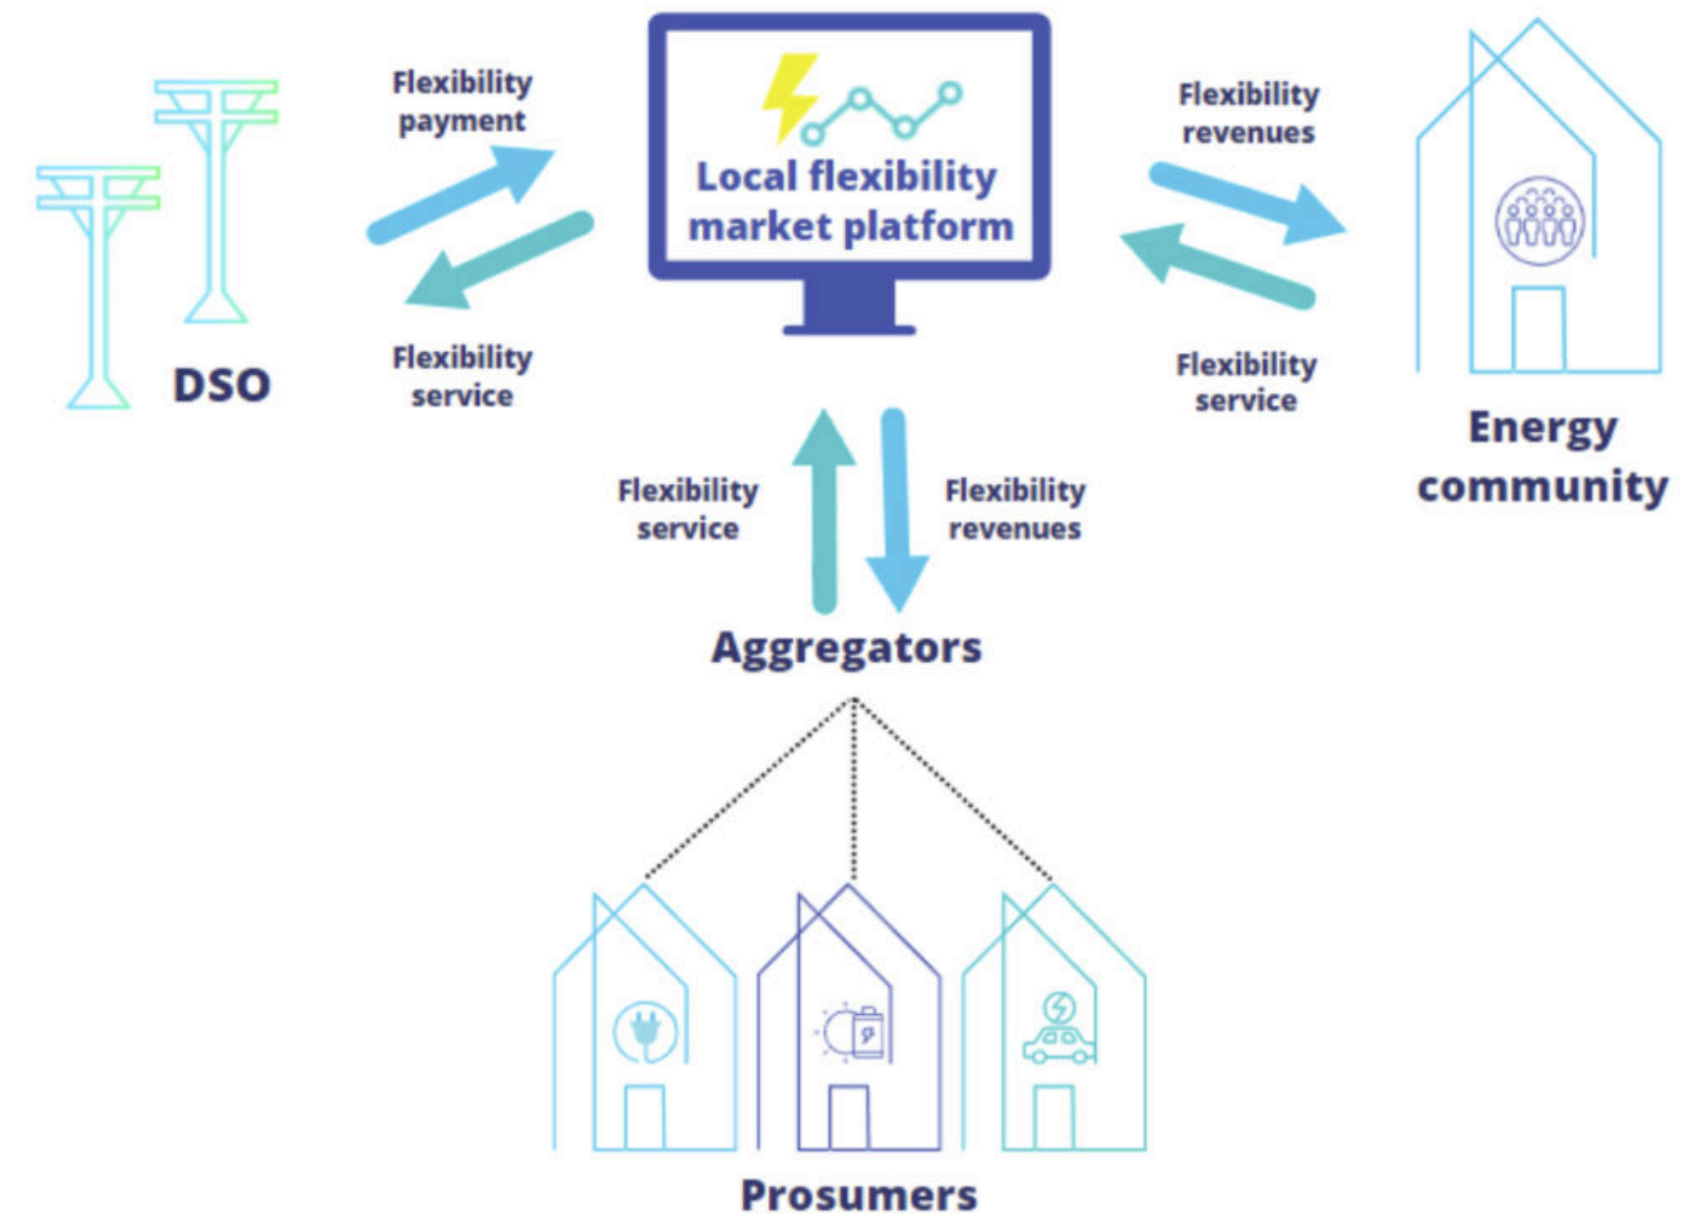 Flexibility
payment
Local flexibility
market platform
Flexibility
revenues
DSO
Flexibility
service
Flexibility
service
Energy
community
Flexibility
service
Flexibility
revenues
Aggregators
Prosumers